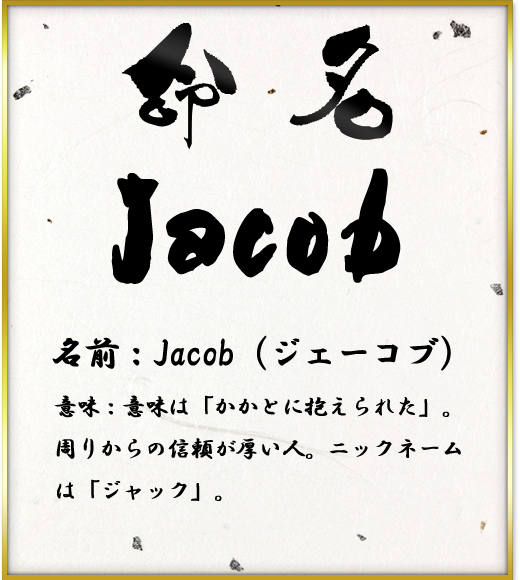 命名
Jacob
名前：Jacob（ジェーコブ）
意味：意味は「かかとに抱えられた」。
周りからの信頼が厚い人。ニックネーム
は「ジャック」。